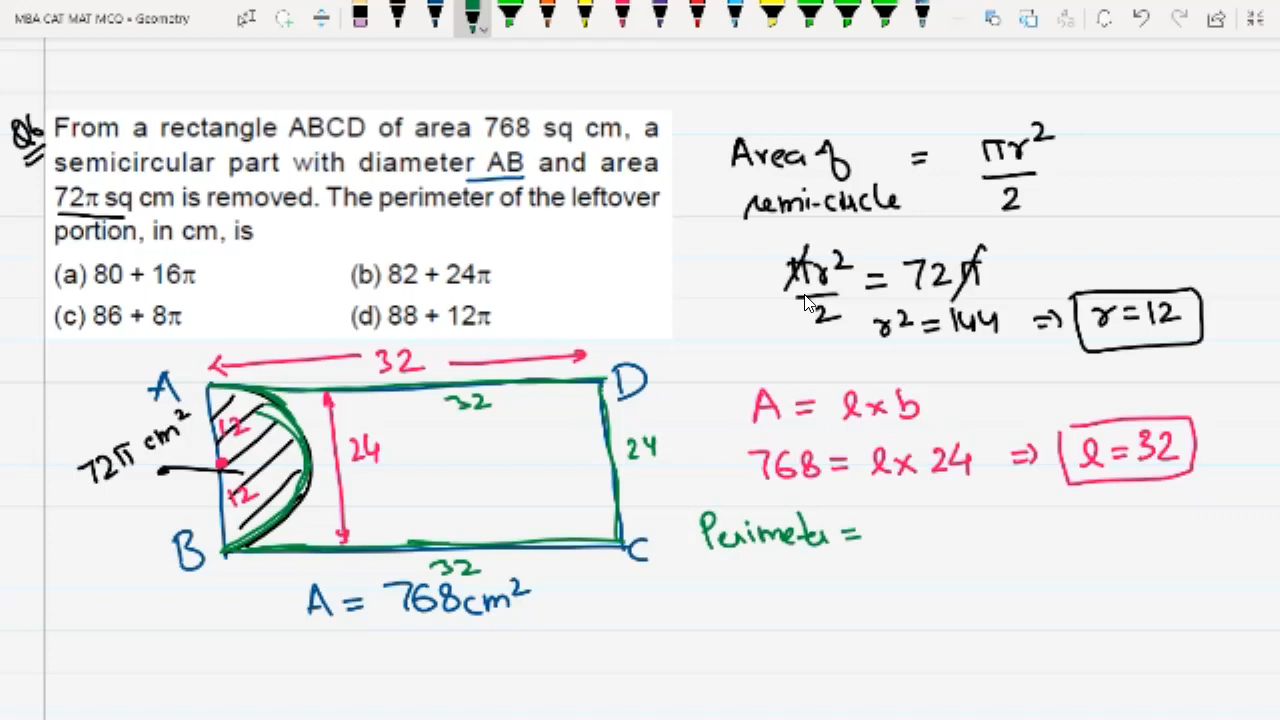 MBA CAT MAT MCQ » Geometry
Q6
From a rectangle ABCD of area 768 sq cm, a
semicircular part with diameter AB and area
72π sq cm is removed. The perimeter of the leftover
portion, in cm, is
(a) 80 + 16π (b) 82 + 24π
(c) 86 + 8π (d) 88 + 12π
Area of semi-circle = πr²/2
πr²/2 = 72π
r² = 144 ⇒ r = 12
A = l × b
768 = l × 24 ⇒ l = 32
Perimeter =
32
A D
32
72π cm²
12
24
24
12
B C
32
A = 768cm²